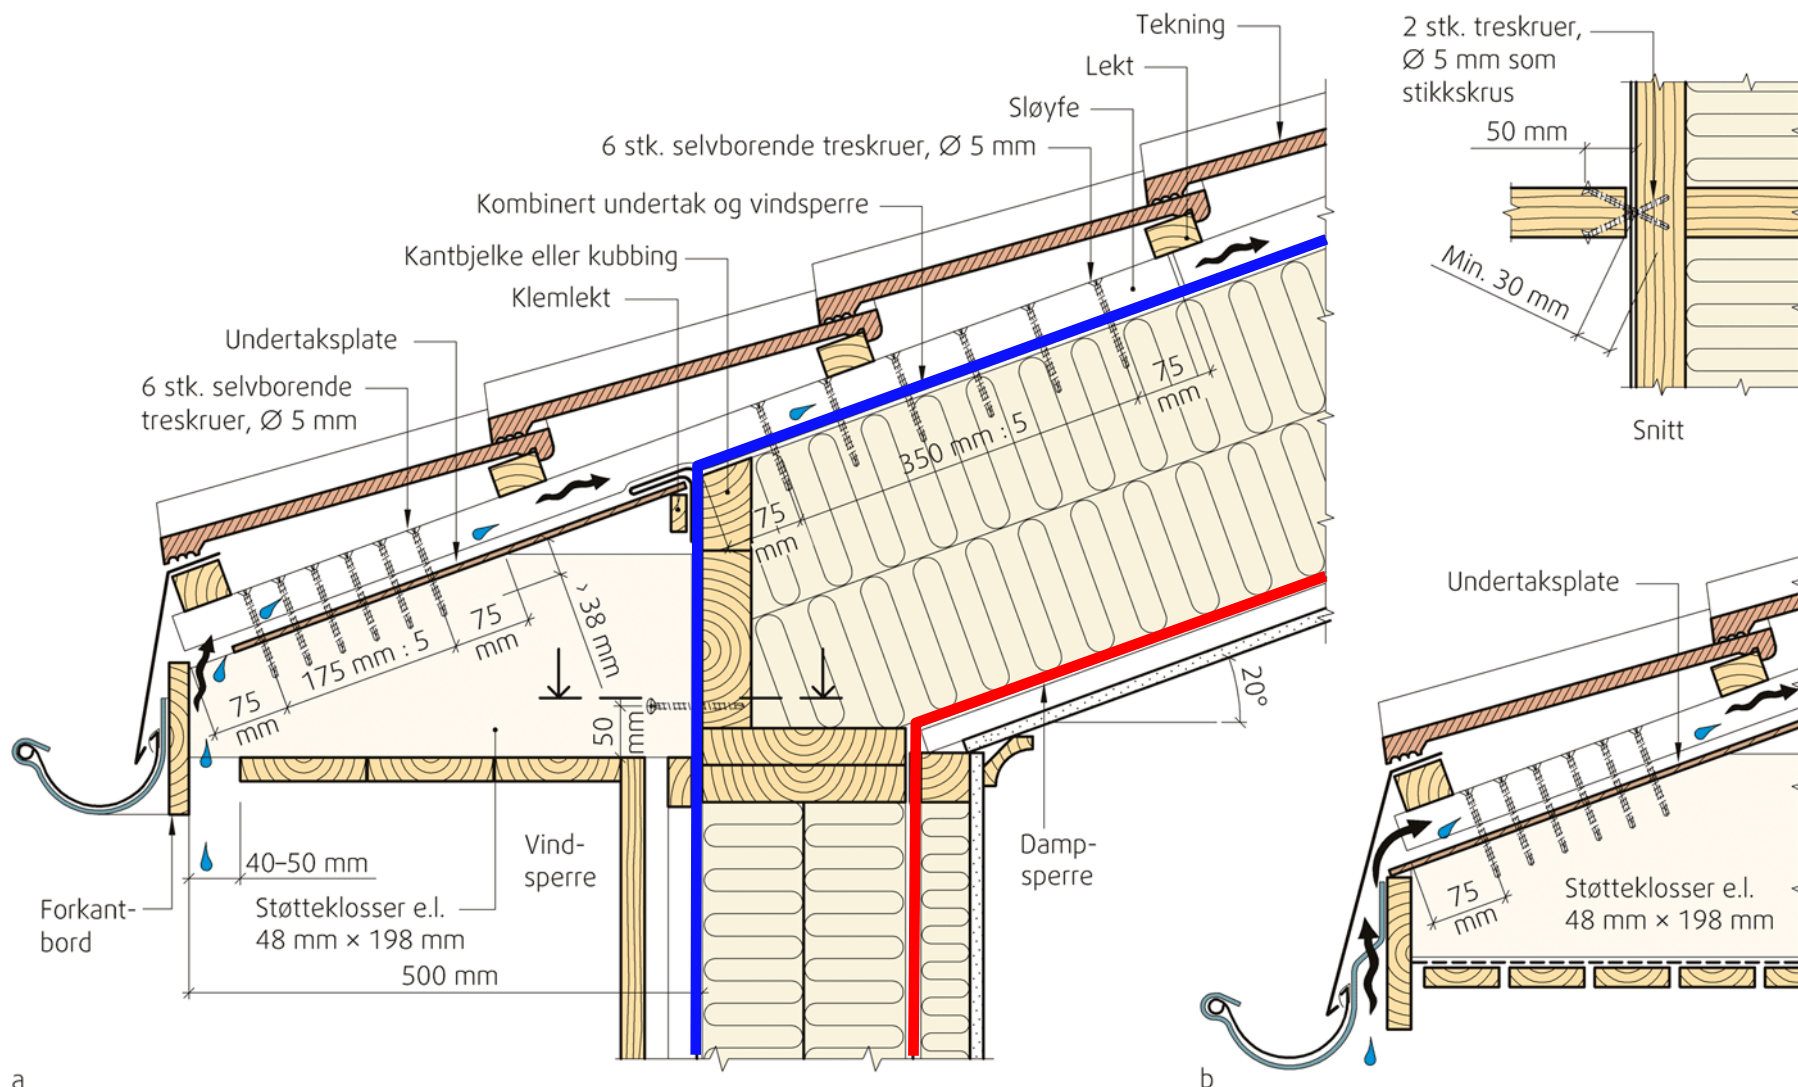 Tekning
Lekt
Sløyfe
6 stk. selvborende treskruer, Ø 5 mm
Kombinert undertak og vindsperre
Kantbjelke eller kubbing
Klemlekt
Undertaksplate
6 stk. selvborende
treskruer, Ø 5 mm
75
mm
350 mm : 5
75
mm
> 38 mm
75
mm
175 mm : 5
75
mm
50
mm
20°
40–50 mm
Vind-
sperre
Damp-
sperre
Forkant-
bord
Støtteklosser e.l.
48 mm × 198 mm
500 mm
a
2 stk. treskruer,
Ø 5 mm som
stikkskrus
50 mm
Min. 30 mm
Snitt
Undertaksplate
75
mm
Støtteklosser e.l.
48 mm × 198 mm
b